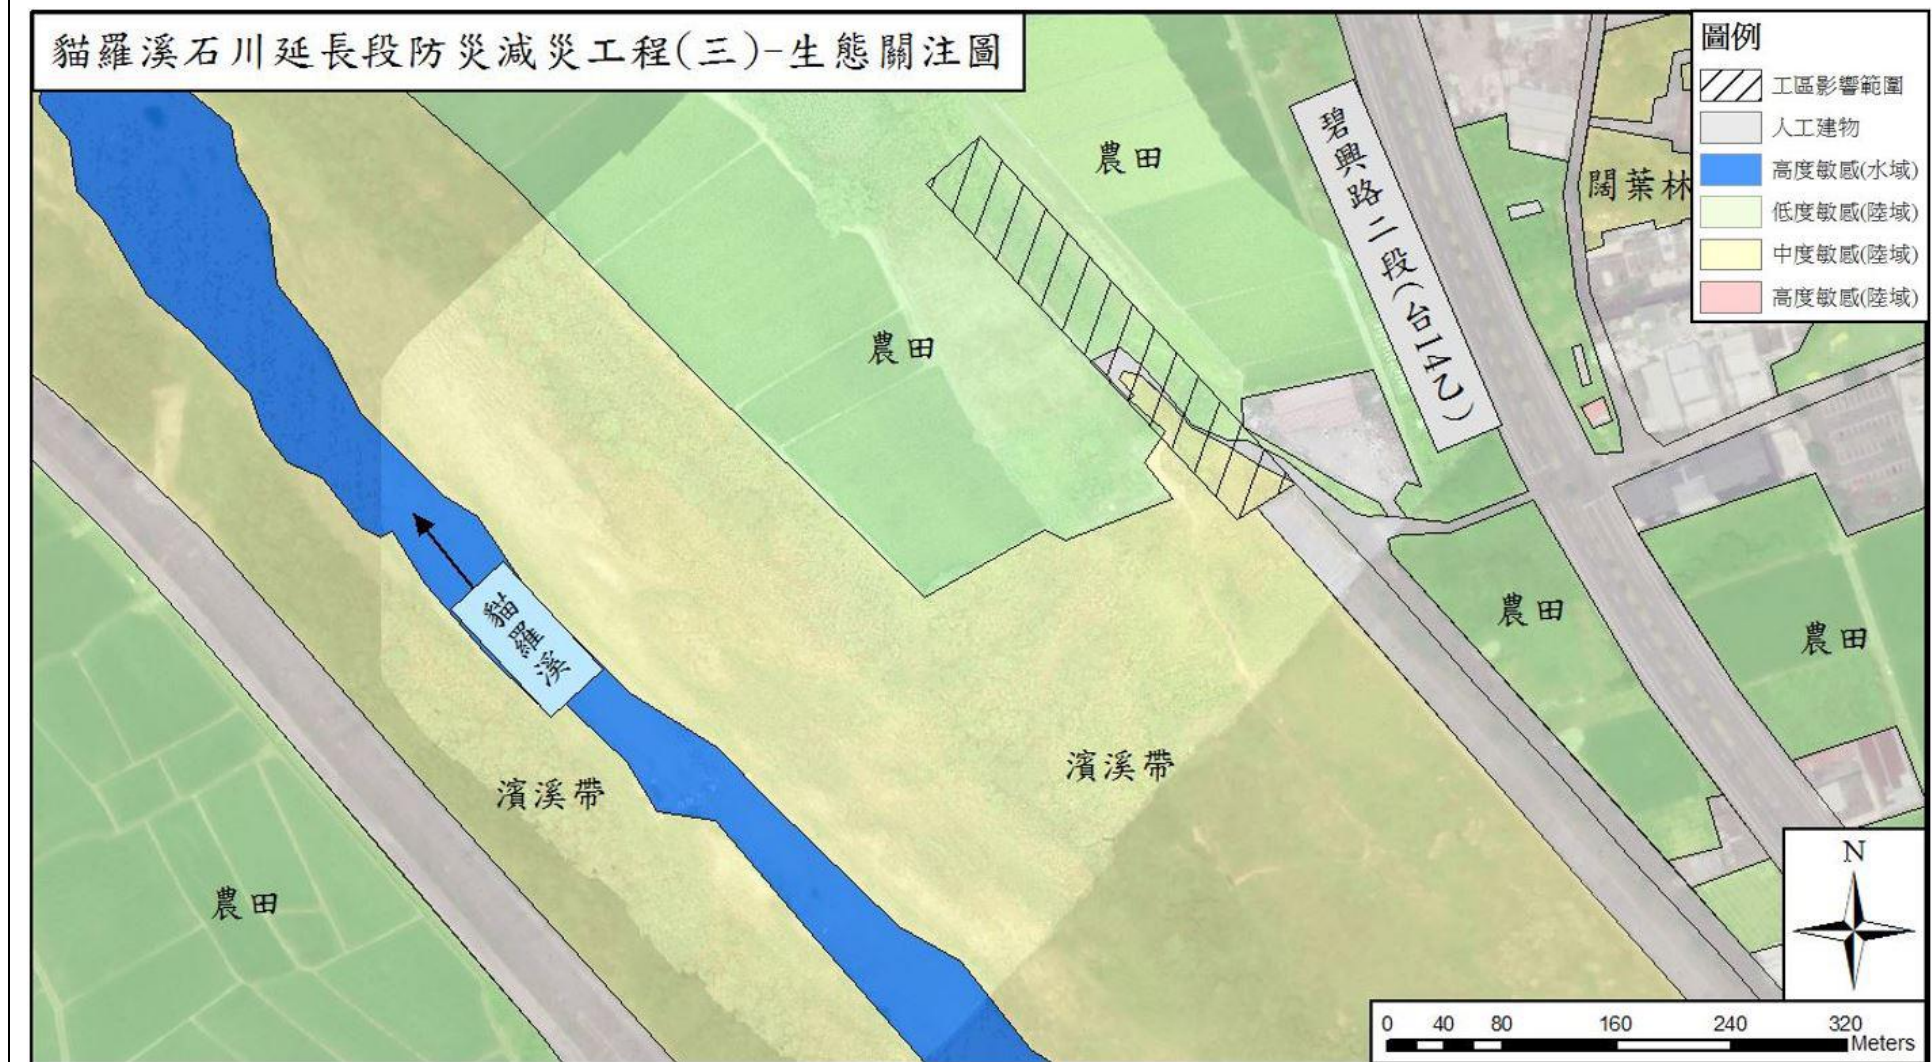 貓羅溪石川延長段防災減災工程(三)-生態關注圖
圖例
工區影響範圍
人工建物
高度敏感(水域)
低度敏感(陸域)
中度敏感(陸域)
高度敏感(陸域)
農田
碧興路二段(台14乙)
闊葉林
農田
貓羅溪
農田
農田
濱溪帶
濱溪帶
農田
N
0 40 80 160 240 320
Meters